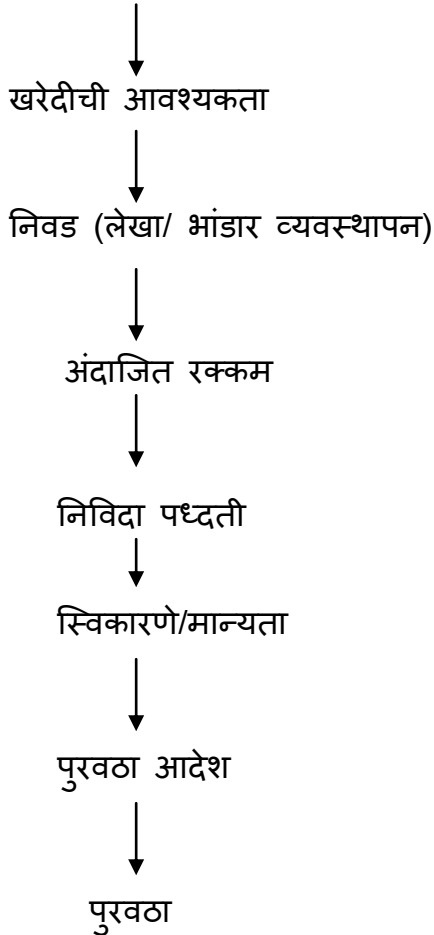 खरेदीची आवश्यकता
निवड (लेखा/ भांडार व्यवस्थापन)
अंदाजित रक्कम
निविदा पध्दती
स्विकारणे/मान्यता
पुरवठा आदेश
पुरवठा